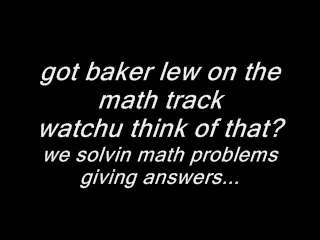 got baker lew on the
math track
watchu think of that?
we solvin math problems
giving answers...